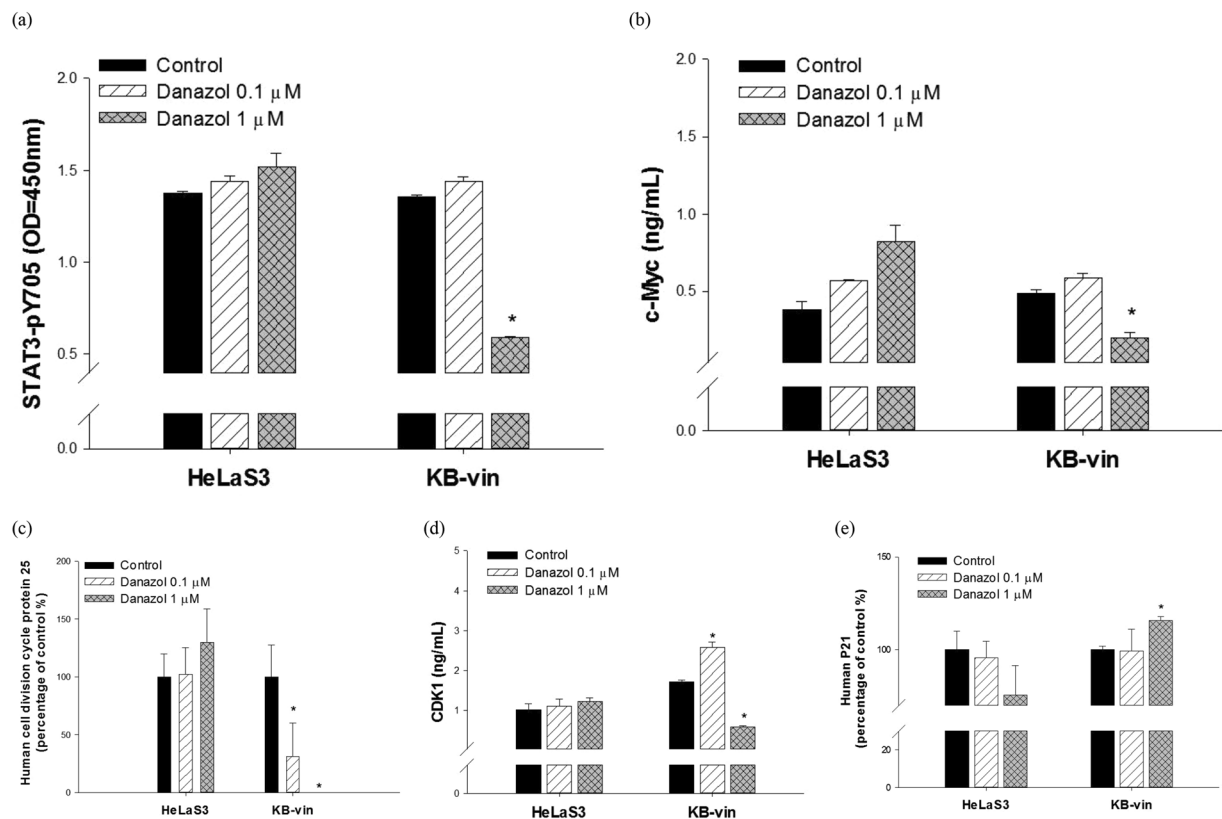 (a)
Control
Danazol 0.1 μM
Danazol 1 μM
STAT3-pY705 (OD=450nm)
2.0
1.5
1.0
0.5
0.0
*
HeLaS3
KB-vin
(b)
Control
Danazol 0.1 μM
Danazol 1 μM
c-Myc (ng/mL)
2.0
1.5
1.0
0.5
0.0
*
HeLaS3
KB-vin
(c)
Control
Danazol 0.1 μM
Danazol 1 μM
Human cell division cycle protein 25
(percentage of control %)
200
150
100
50
0
*
*
HeLaS3
KB-vin
(d)
Control
Danazol 0.1 μM
Danazol 1 μM
CDK1 (ng/mL)
5
4
3
2
1
0
*
*
HeLaS3
KB-vin
(e)
Control
Danazol 0.1 μM
Danazol 1 μM
Human P21
(percentage of control %)
150
100
20
0
*
HeLaS3
KB-vin